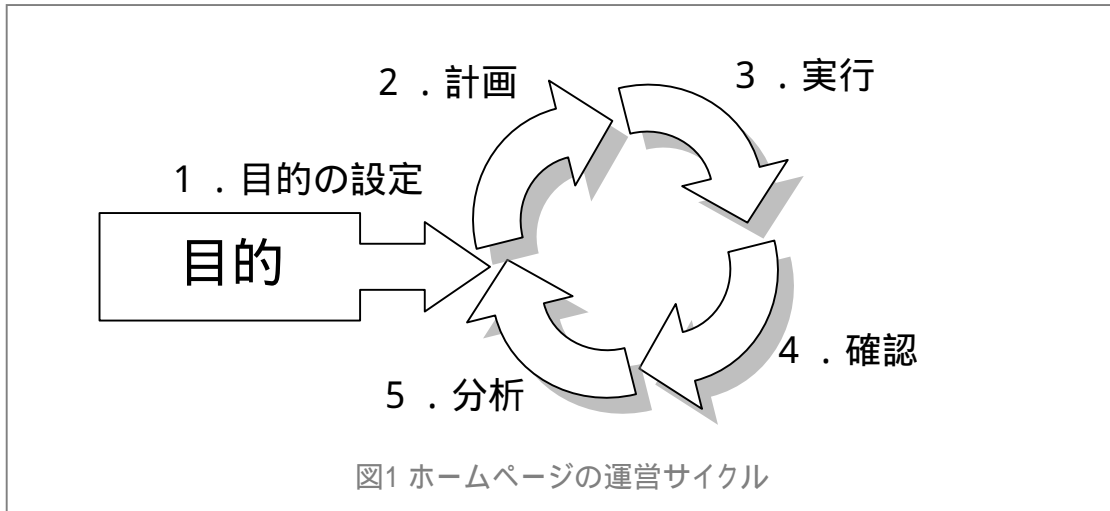 1．目的の設定
目的
2．計画
3．実行
4．確認
5．分析
図1 ホームページの運営サイクル